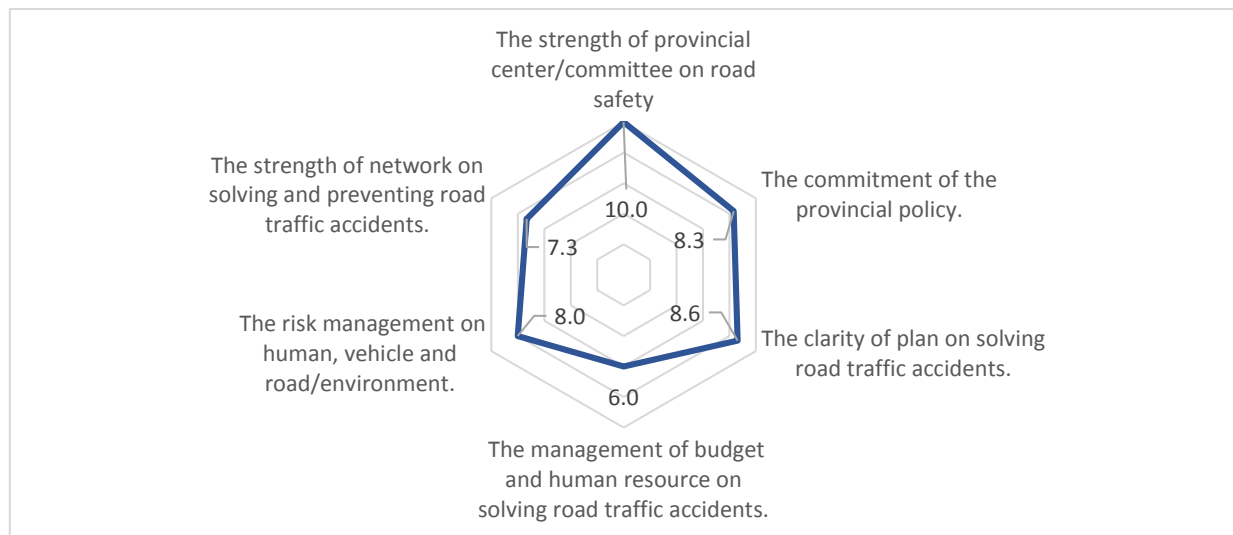 The strength of provincial
center/committee on road
safety
The strength of network on
solving and preventing road
traffic accidents.
The commitment of the
provincial policy.
10.0
8.3
7.3
8.0
8.6
The risk management on
human, vehicle and
road/environment.
The clarity of plan on solving
road traffic accidents.
6.0
The management of budget
and human resource on
solving road traffic accidents.